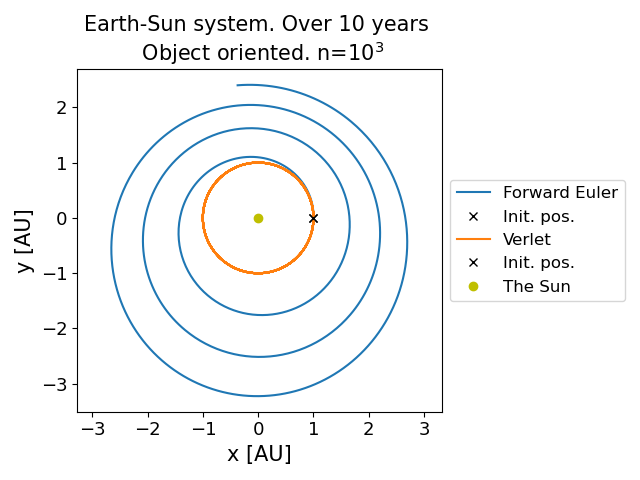 Earth-Sun system. Over 10 years
Object oriented. n=10³
y [AU]
2
1
0
−1
−2
−3
−3
−2
−1
0
1
2
3
x [AU]
Forward Euler
Init. pos.
Verlet
Init. pos.
The Sun